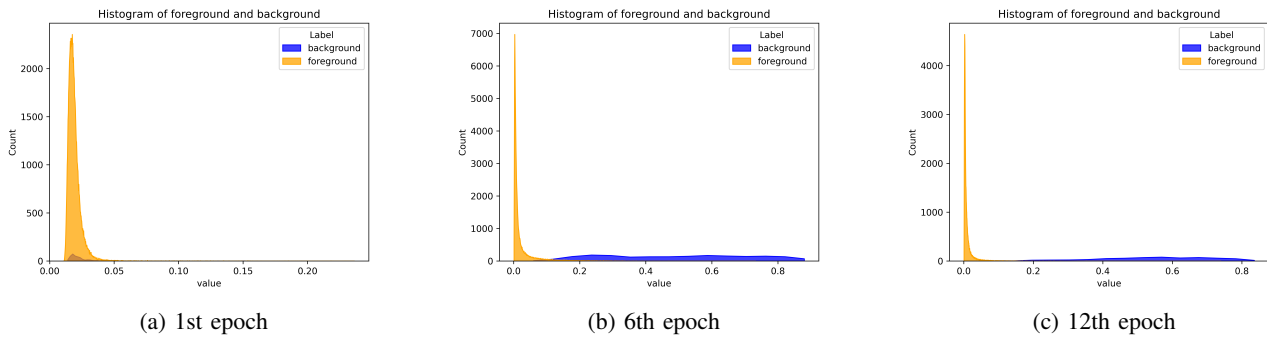 Histogram of foreground and background
Label
background
foreground
Count
2000
1500
1000
500
0
0.00 0.05 0.10 0.15 0.20
value
(a) 1st epoch
Histogram of foreground and background
Label
background
foreground
Count
7000
6000
5000
4000
3000
2000
1000
0
0.0 0.2 0.4 0.6 0.8
value
(b) 6th epoch
Histogram of foreground and background
Label
background
foreground
Count
4000
3000
2000
1000
0
0.0 0.2 0.4 0.6 0.8
value
(c) 12th epoch